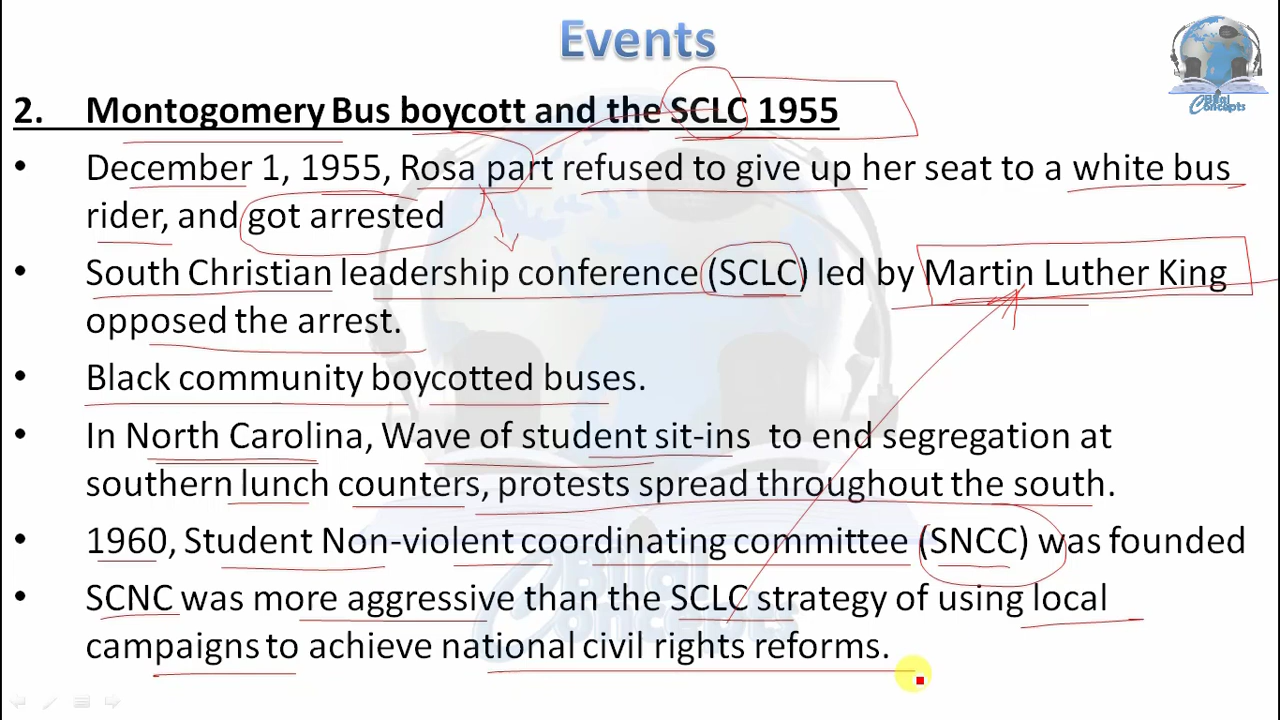 Events
2. Montogomery Bus boycott and the SCLC 1955
• December 1, 1955, Rosa part refused to give up her seat to a white bus
rider, and got arrested
• South Christian leadership conference (SCLC) led by Martin Luther King
opposed the arrest.
• Black community boycotted buses.
• In North Carolina, Wave of student sit-ins to end segregation at
southern lunch counters, protests spread throughout the south.
• 1960, Student Non-violent coordinating committee (SNCC) was founded
• SCNC was more aggressive than the SCLC strategy of using local
campaigns to achieve national civil rights reforms.
Bilal
Concepts
Bilal
Concepts